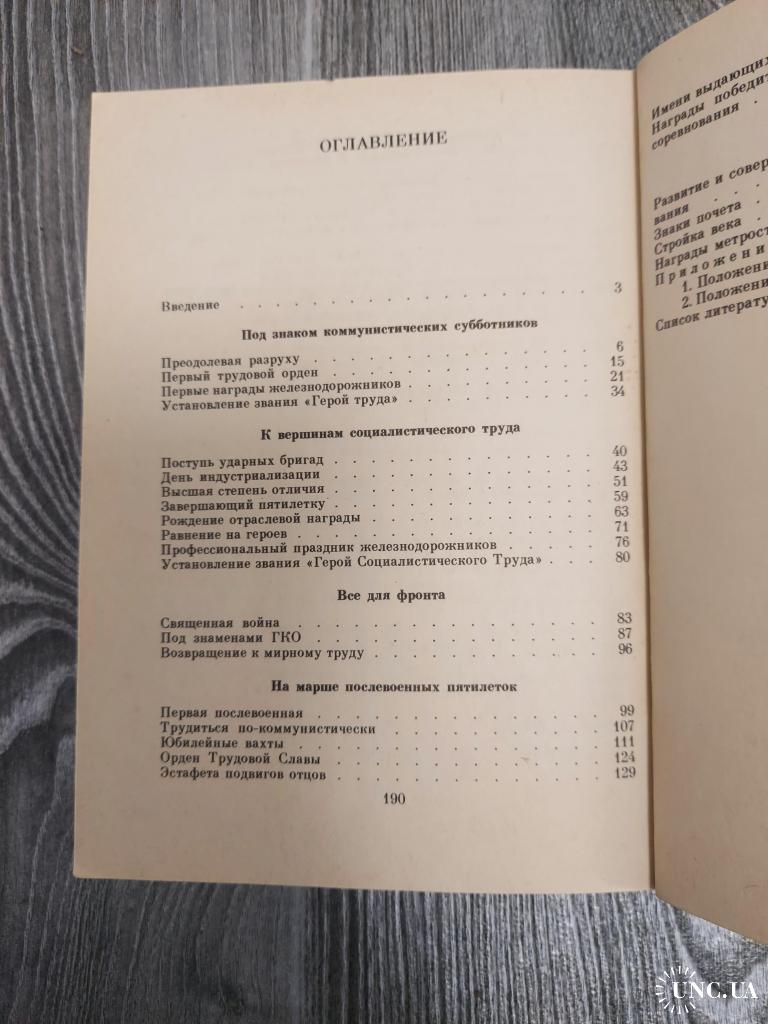 ОГЛАВЛЕНИЕ
Введение . . . . . . . . . . . . . . . . . 3
Под знаком коммунистических субботников
Преодолевая разруху . . . . . . . . . . . . 6
Первый трудовой орден . . . . . . . . . . . 15
Первые награды железнодорожников . . . . . . . 21
Установление звания «Герой труда» . . . . . . . 34
К вершинам социалистического труда
Поступь ударных бригад . . . . . . . . . . . 40
День индустриализации . . . . . . . . . . . 43
Высшая степень отличия . . . . . . . . . . . 51
Завершающий пятилетку . . . . . . . . . . . 59
Рождение отраслевой награды . . . . . . . . . 63
Равнение на героев . . . . . . . . . . . . 71
Профессиональный праздник железнодорожников . . . . 76
Установление звания «Герой Социалистического Труда» . . . 80
Все для фронта
Священная война . . . . . . . . . . . . . 83
Под знаменами ГКО . . . . . . . . . . . . 87
Возвращение к мирному труду . . . . . . . . . 96
На марше послевоенных пятилеток
Первая послевоенная . . . . . . . . . . . . 99
Трудиться по-коммунистически . . . . . . . . 107
Юбилейные вахты . . . . . . . . . . . . . 111
Орден Трудовой Славы . . . . . . . . . . . 124
Эстафета подвигов отцов . . . . . . . . . . 129
190
Имени выдающих
Награды победит
соревнования .
Развитие и совер
вания . . .
Знаки почета .
Стройка века .
Награды метрост
Приложени
1. Положени
2. Положени
Список литерату
UNC.UA